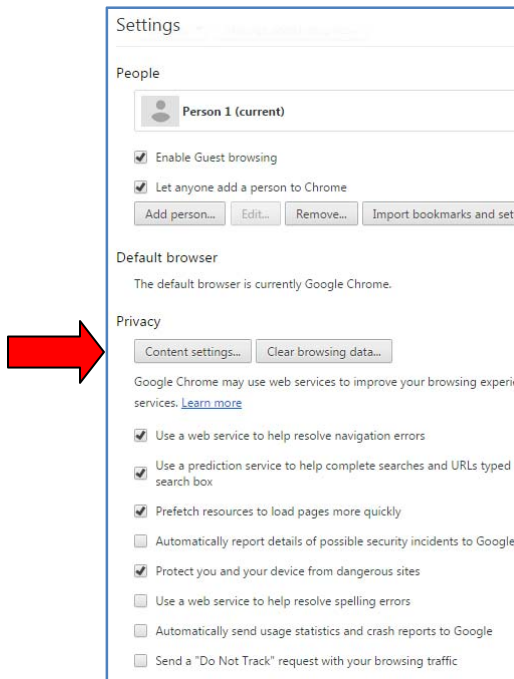 Settings
People
Person 1 (current)
Enable Guest browsing
Let anyone add a person to Chrome
Add person... Edit... Remove... Import bookmarks and set
Default browser
The default browser is currently Google Chrome.
Privacy
Content settings... Clear browsing data...
Google Chrome may use web services to improve your browsing experi
services. Learn more
Use a web service to help resolve navigation errors
Use a prediction service to help complete searches and URLs typed
search box
Prefetch resources to load pages more quickly
Automatically report details of possible security incidents to Google
Protect you and your device from dangerous sites
Use a web service to help resolve spelling errors
Automatically send usage statistics and crash reports to Google
Send a "Do Not Track" request with your browsing traffic